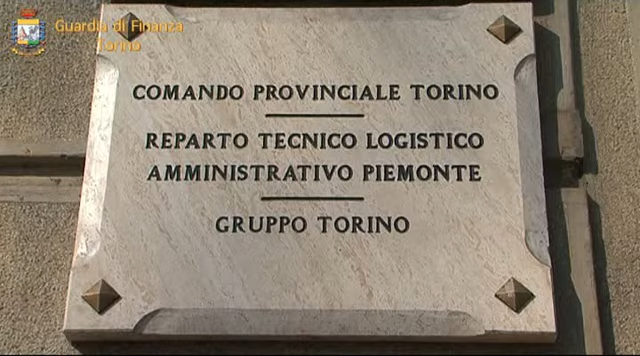 Guardia di Finanza
Torino
COMANDO PROVINCIALE TORINO
REPARTO TECNICO LOGISTICO
AMMINISTRATIVO PIEMONTE
GRUPPO TORINO